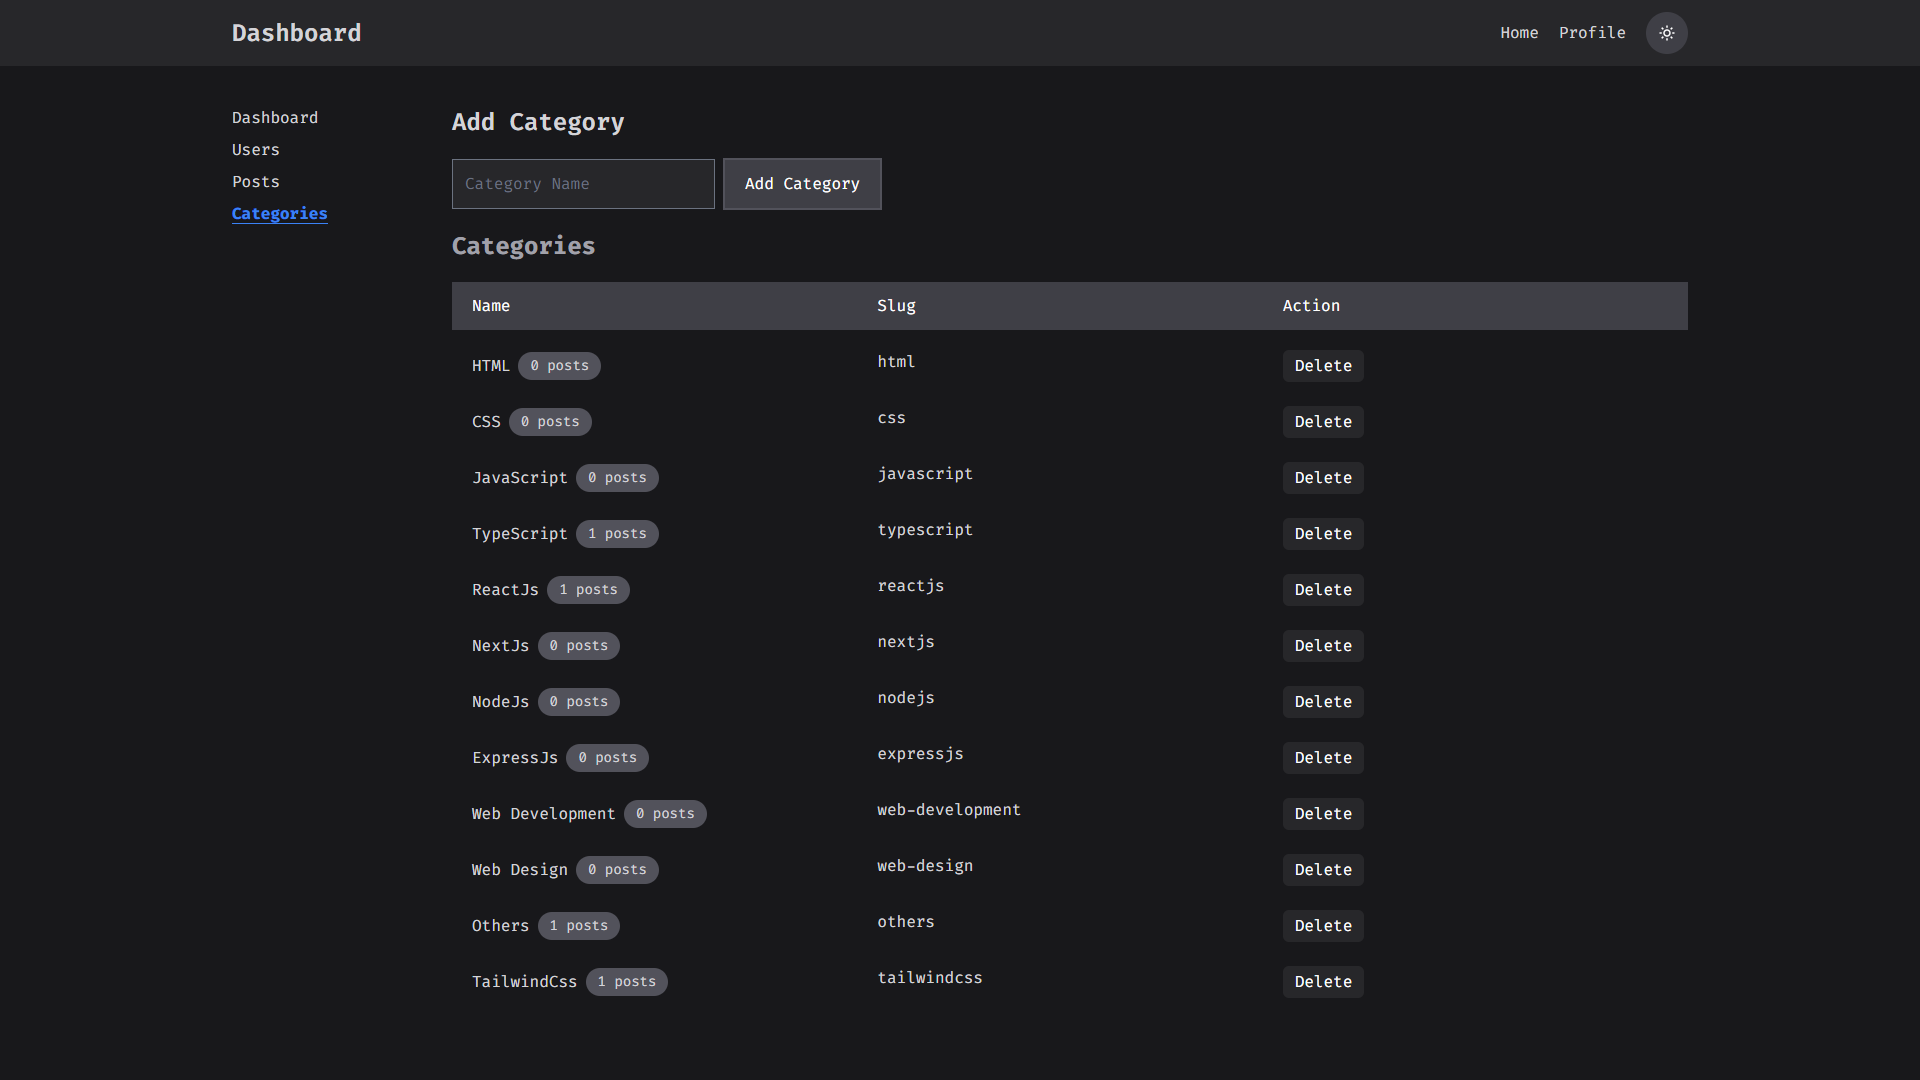 Dashboard
Home Profile
Dashboard
Users
Posts
Categories
Add Category
Category Name
Add Category
Categories
Name Slug Action
HTML 0 posts html Delete
CSS 0 posts css Delete
JavaScript 0 posts javascript Delete
TypeScript 1 posts typescript Delete
ReactJs 1 posts reactjs Delete
NextJs 0 posts nextjs Delete
NodeJs 0 posts nodejs Delete
ExpressJs 0 posts expressjs Delete
Web Development 0 posts web-development Delete
Web Design 0 posts web-design Delete
Others 1 posts others Delete
TailwindCss 1 posts tailwindcss Delete